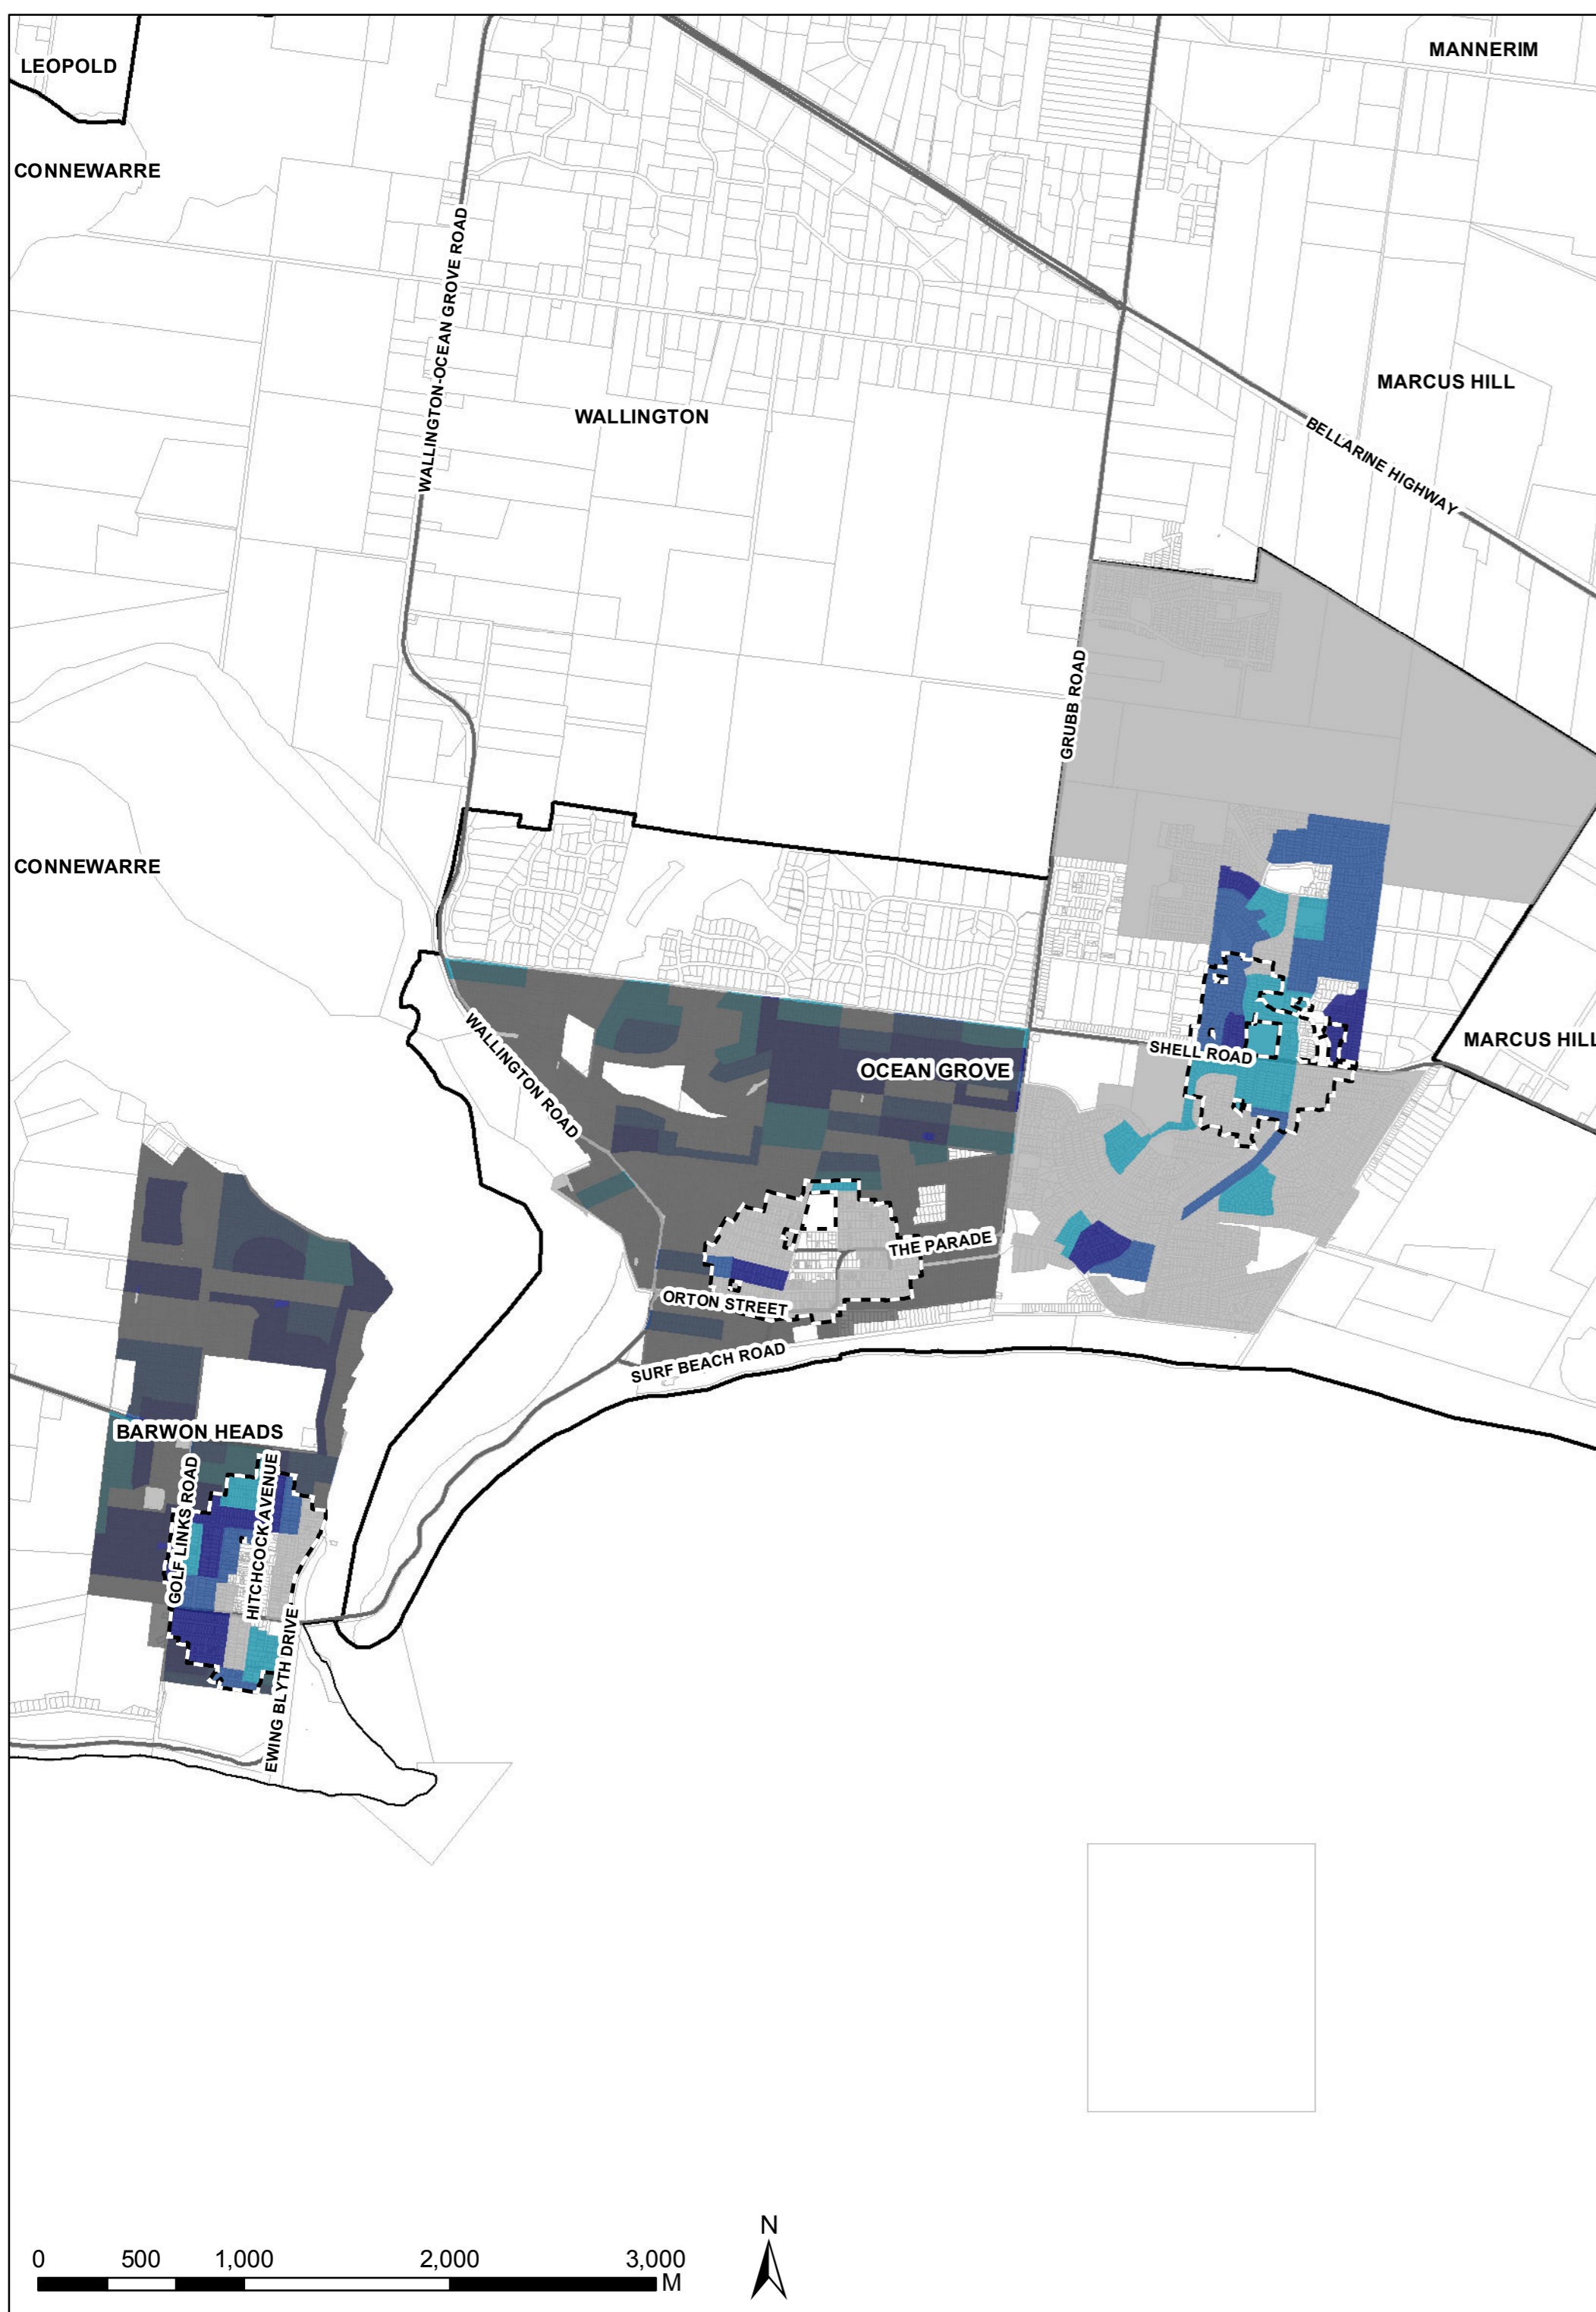 MANNERIM
LEOPOLD
CONNEWARRE
WALLINGTON-OCEAN GROVE ROAD
MARCUS HILL
WALLINGTON
BELLARINE HIGHWAY
GRUBB ROAD
CONNEWARRE
WALLINGTON ROAD
OCEAN GROVE
SHELL ROAD
MARCUS HILL
THE PARADE
ORTON STREET
SURF BEACH ROAD
BARWON HEADS
GOLF LINKS ROAD
HITCHCOCK AVENUE
EWING BLYTH DRIVE
N
0 500 1,000 2,000 3,000
M